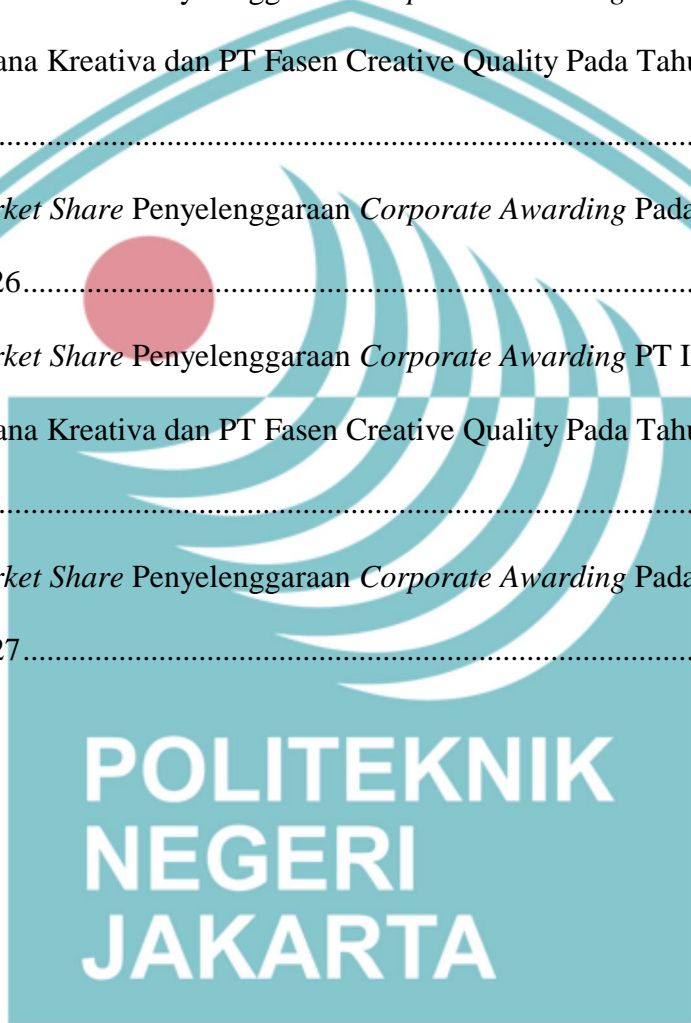 ana Kreativa dan PT Fasen Creative Quality Pada Tahu
..........................................................................................
rket Share Penyelenggaraan Corporate Awarding Pada
26..........................................................................................
rket Share Penyelenggaraan Corporate Awarding PT I
ana Kreativa dan PT Fasen Creative Quality Pada Tahu
..........................................................................................
rket Share Penyelenggaraan Corporate Awarding Pada
27..........................................................................................
POLITEKNIK
NEGERI
JAKARTA